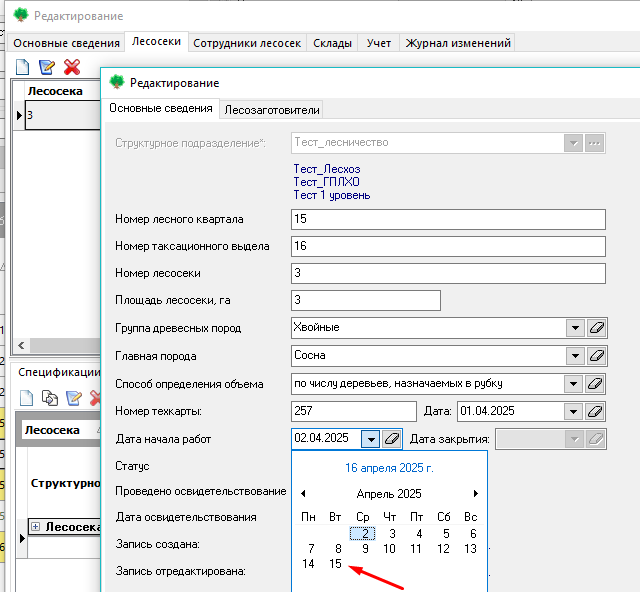 Редактирование
Основные сведения Лесосеки Сотрудники лесосек Склады Учет Журнал изменений
Лесосека
3
Редактирование
Основные сведения Лесозаготовители
Структурное подразделение*: Тест_лесничество
Тест_Лесхоз
Тест_ГПЛХО
Тест 1 уровень
Номер лесного квартала 15
Номер таксационного выдела 16
Номер лесосеки 3
Площадь лесосеки, га 3
Группа древесных пород Хвойные
Главная порода Сосна
Способ определения объема по числу деревьев, назначаемых в рубку
Номер техкарты: 257 Дата: 01.04.2025
Дата начала работ 02.04.2025 Дата закрытия:
Статус
Проведено освидетельствование
Дата освидетельствования
Запись создана:
Запись отредактирована:
16 апреля 2025 г.
Апрель 2025
Пн Вт Ср Чт Пт Сб Вс
2 3 4 5 6
7 8 9 10 11 12 13
14 15
Спецификации
Лесосека
Структурно
Лесосека